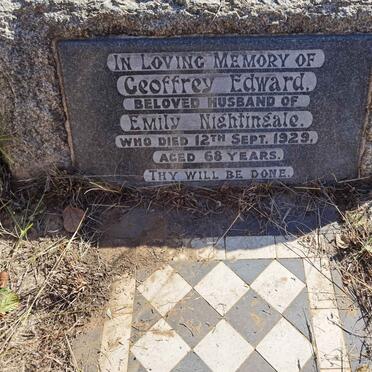 In Loving Memory of
Geoffrey Edward.
Beloved Husband of
Emily Nightingale.
Who Died 12th Sept. 1929,
Aged 68 Years.
Thy Will Be Done.